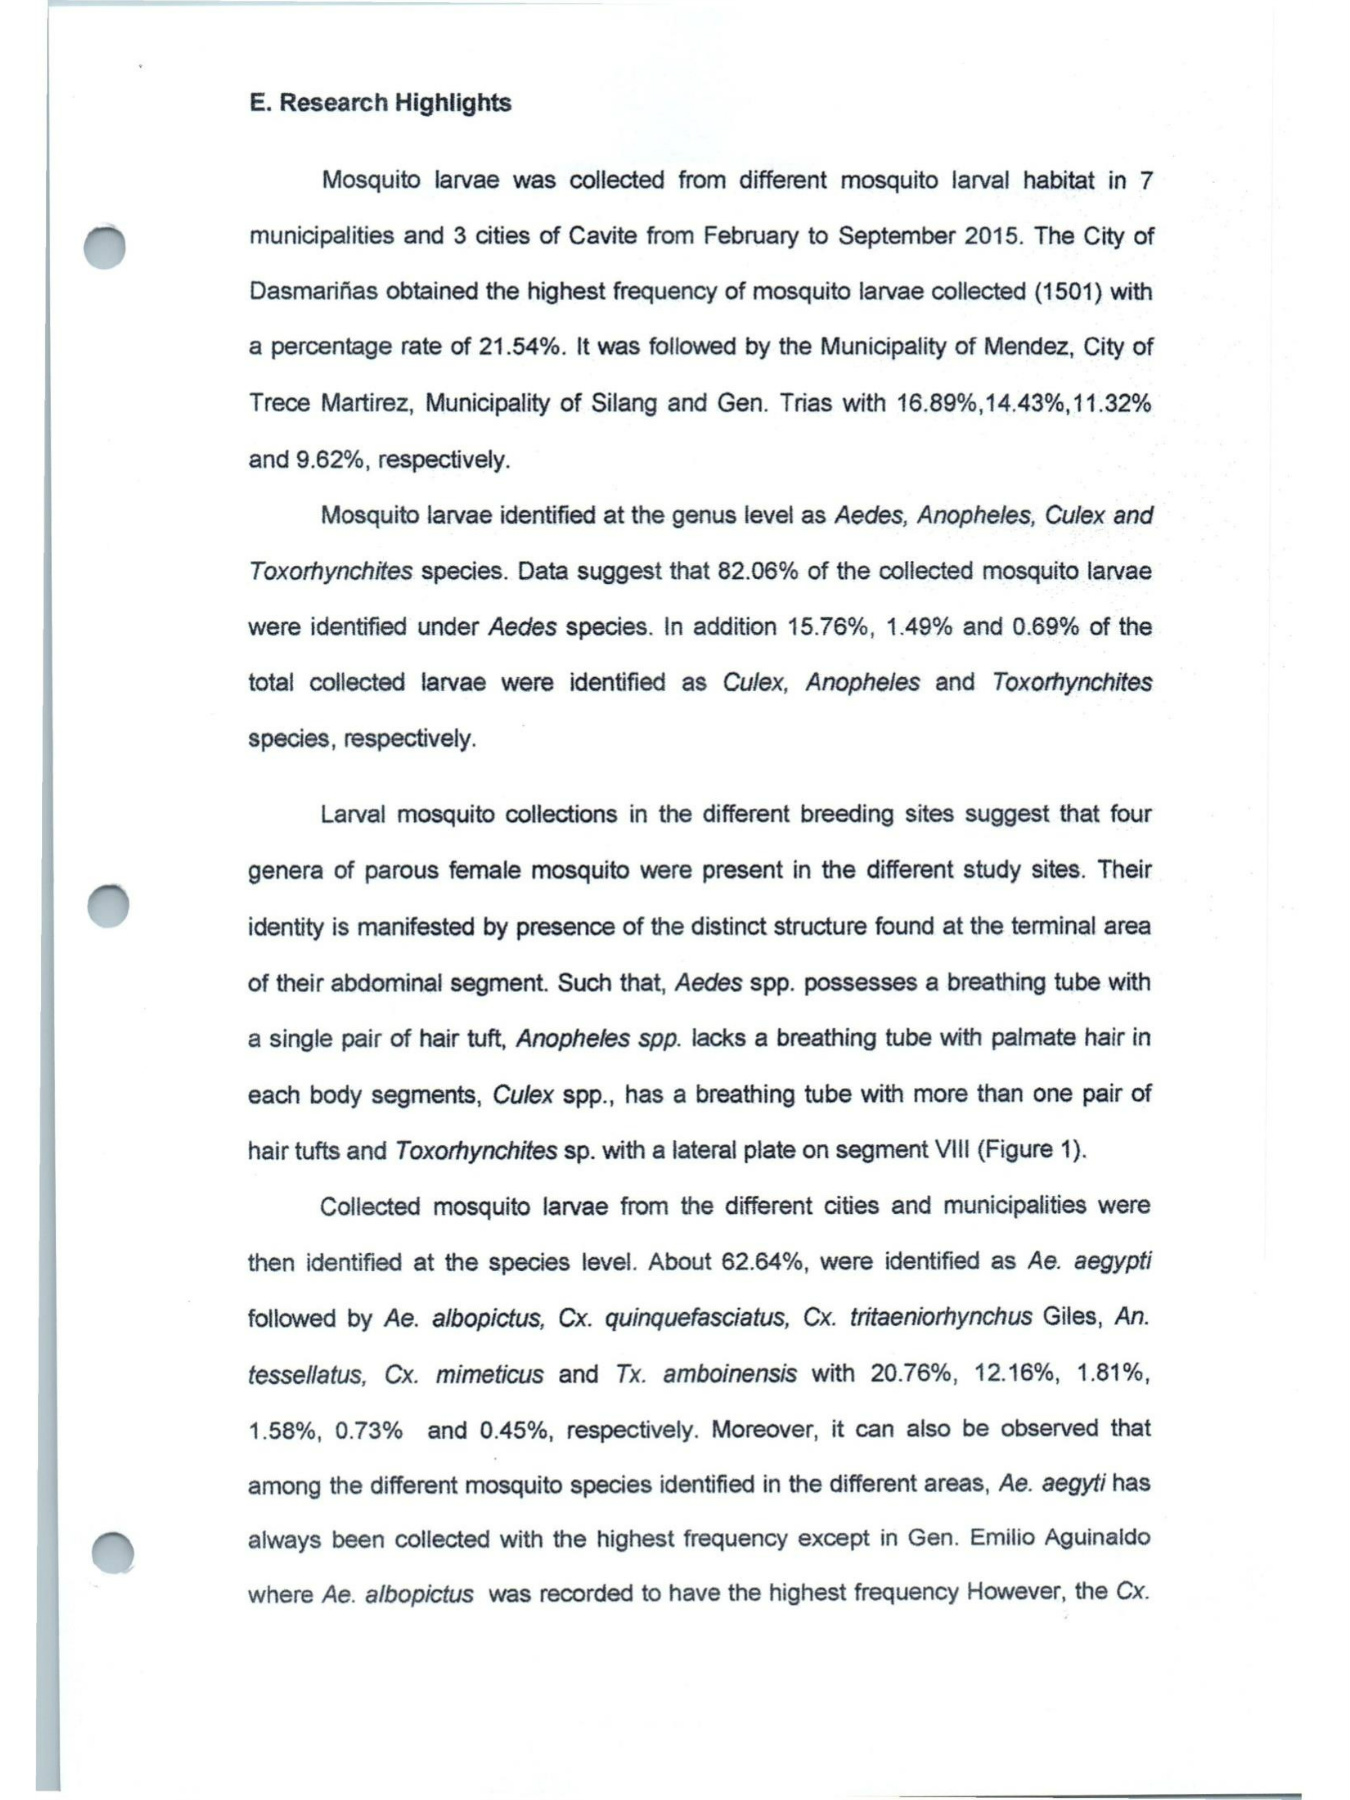 E. Research Highlights
Mosquito larvae was collected from different mosquito larval habitat in 7
municipalities and 3 cities of Cavite from February to September 2015. The City of
Dasmariñas obtained the highest frequency of mosquito larvae collected (1501) with
a percentage rate of 21.54%. It was followed by the Municipality of Mendez, City of
Trece Martirez, Municipality of Silang and Gen. Trias with 16.89%,14.43%,11.32%
and 9.62%, respectively.
Mosquito larvae identified at the genus level as Aedes, Anopheles, Culex and
Toxorhynchites species. Data suggest that 82.06% of the collected mosquito larvae
were identified under Aedes species. In addition 15.76%, 1.49% and 0.69% of the
total collected larvae were identified as Culex, Anopheles and Toxorhynchites
species, respectively.
Larval mosquito collections in the different breeding sites suggest that four
genera of parous female mosquito were present in the different study sites. Their
identity is manifested by presence of the distinct structure found at the terminal area
of their abdominal segment. Such that, Aedes spp. possesses a breathing tube with
a single pair of hair tuft, Anopheles spp. lacks a breathing tube with palmate hair in
each body segments, Culex spp., has a breathing tube with more than one pair of
hair tufts and Toxorhynchites sp. with a lateral plate on segment VIII (Figure 1).
Collected mosquito larvae from the different cities and municipalities were
then identified at the species level. About 62.64%, were identified as Ae. aegypti
followed by Ae. albopictus, Cx. quinquefasciatus, Cx. tritaeniorhynchus Giles, An.
tessellatus, Cx. mimeticus and Tx. amboinensis with 20.76%, 12.16%, 1.81%,
1.58%, 0.73% and 0.45%, respectively. Moreover, it can also be observed that
among the different mosquito species identified in the different areas, Ae. aegyti has
always been collected with the highest frequency except in Gen. Emilio Aguinaldo
where Ae. albopictus was recorded to have the highest frequency However, the Cx.